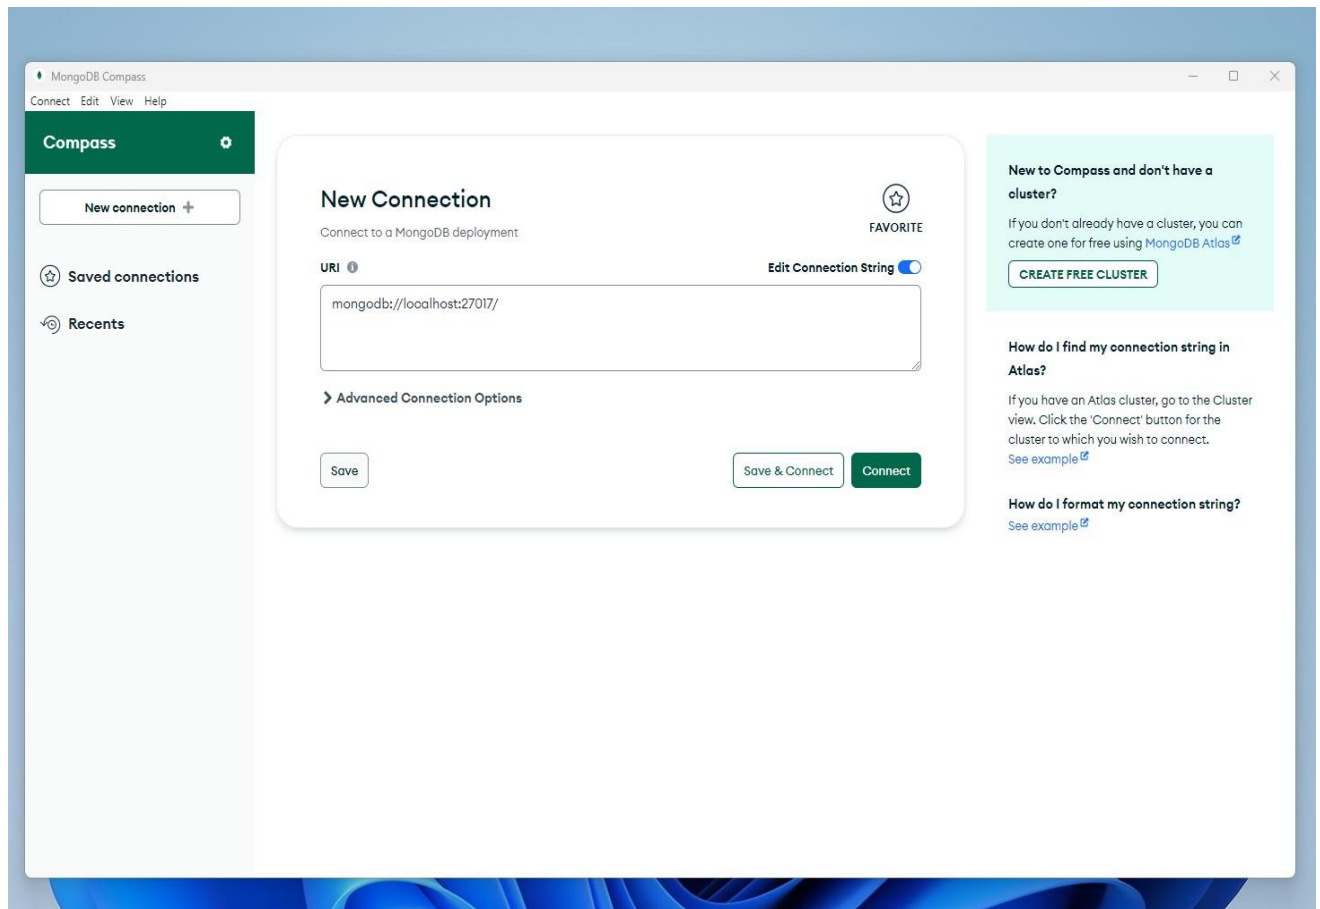 MongoDB Compass
Connect Edit View Help
Compass
New connection
Saved connections
Recents
New Connection
Connect to a MongoDB deployment
FAVORITE
URI
Edit Connection String
mongodb://localhost:27017/
Advanced Connection Options
Save
Save & Connect
Connect
New to Compass and don't have a
cluster?
If you don't already have a cluster, you can
create one for free using MongoDB Atlas
CREATE FREE CLUSTER
How do I find my connection string in
Atlas?
If you have an Atlas cluster, go to the Cluster
view. Click the 'Connect' button for the
cluster to which you wish to connect.
See example
How do I format my connection string?
See example